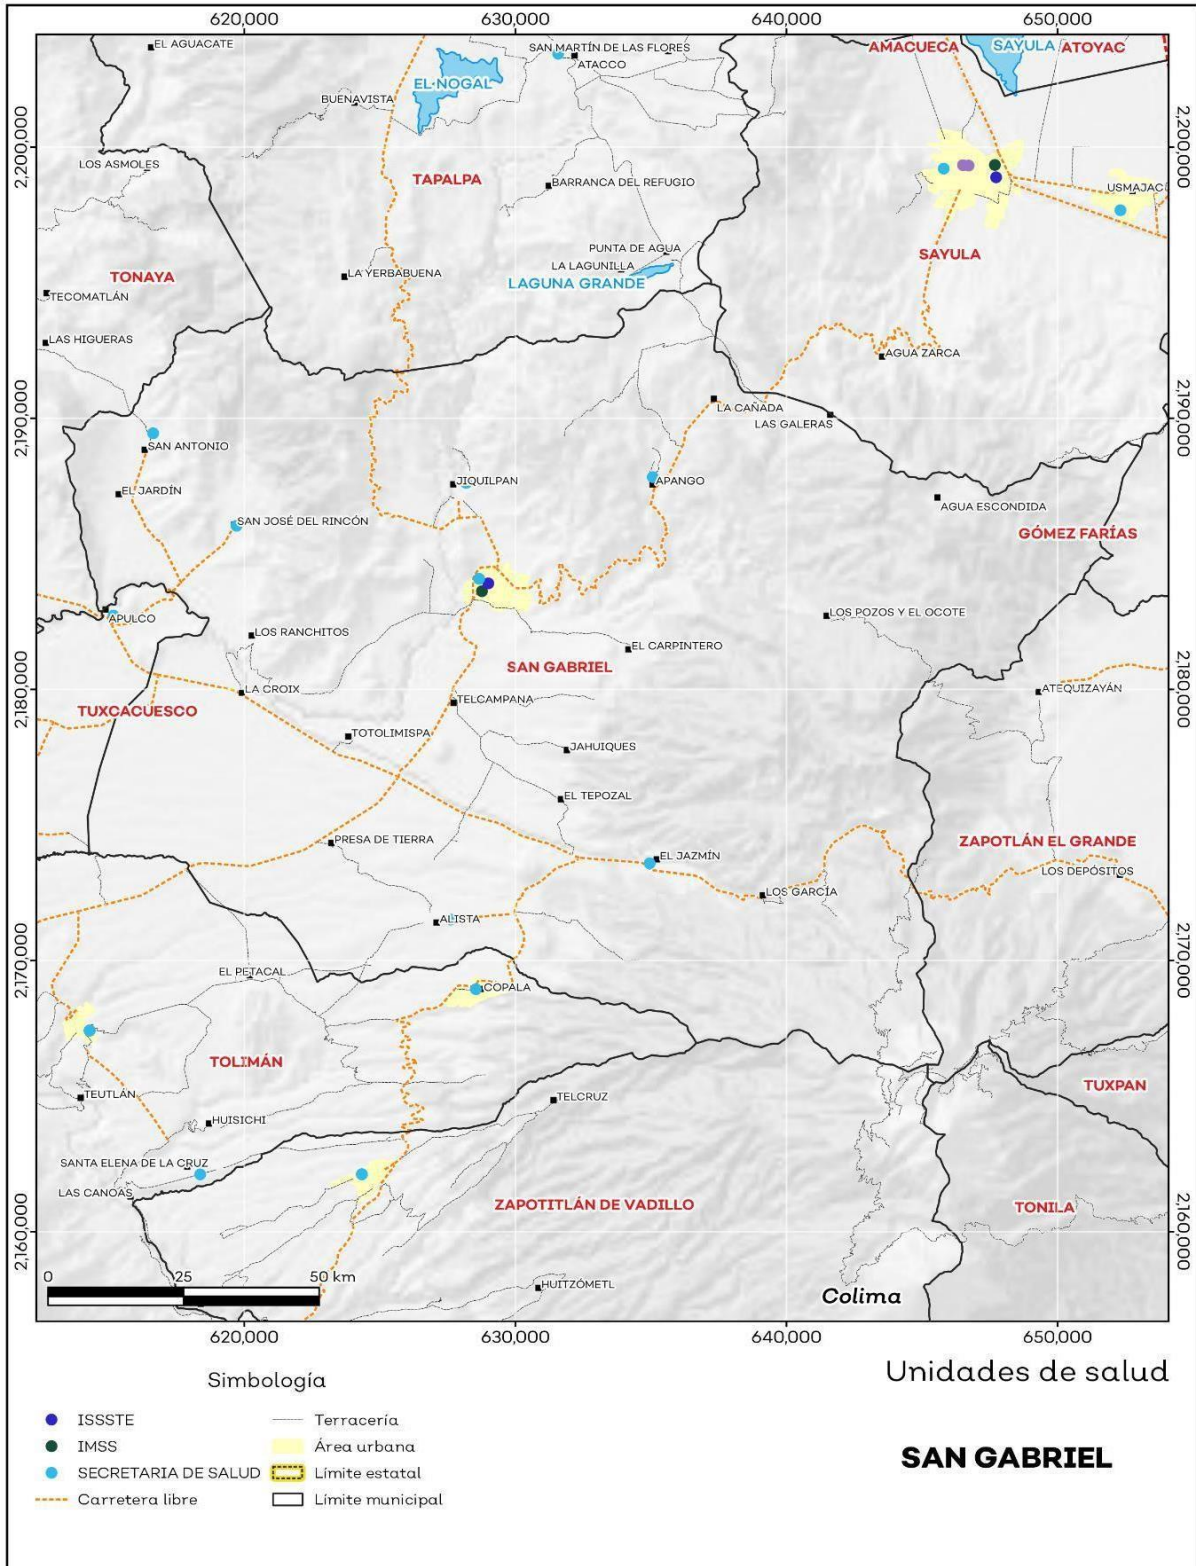 620,000
630,000
640,000
650,000
EL AGUACATE
SAN MARTÍN DE LAS FLORES
ATACCO
AMACUECA
SAYULA
ATOYAC
EL NOGAL
BUENAVISTA
2,200,000
2,200,000
LOS ASMOLES
TAPALPA
BARRANCA DEL REFUGIO
USMAJAC
PUNTA DE AGUA
SAYULA
LA LAGUNILLA
LA YERBABUENA
LAGUNA GRANDE
TONAYA
TECOMATLÁN
LAS HIGUERAS
AGUA ZARCA
2,190,000
2,190,000
LA CAÑADA
LAS GALERAS
SAN ANTONIO
EL JARDÍN
JIQUILPAN
APANGO
AGUA ESCONDIDA
SAN JOSÉ DEL RINCÓN
GÓMEZ FARÍAS
APULCO
LOS POZOS Y EL OCOTE
LOS RANCHITOS
EL CARPINTERO
SAN GABRIEL
2,180,000
2,180,000
LA CROIX
TELCAMPANA
ATEQUIZAYÁN
TUXCACUESCO
TOTOLIMISPA
JAHUIQUES
EL TEPOZAL
PRESA DE TIERRA
ZAPOTLÁN EL GRANDE
EL JAZMÍN
LOS DEPÓSITOS
LOS GARCÍA
ALISTA
2,170,000
2,170,000
EL PETACAL
COPALA
TOLIMÁN
TUXPAN
TEUTLÁN
TELCRUZ
HUISICHI
SANTA ELENA DE LA CRUZ
LAS CANOAS
ZAPOTITLÁN DE VADILLO
TONILA
2,160,000
2,160,000
0 25 50 km
HUITZÓMETL
Colima
620,000
630,000
640,000
650,000
Simbología
Unidades de salud
SAN GABRIEL
ISSSTE
IMSS
SECRETARIA DE SALUD
Carretera libre
Terracería
Área urbana
Límite estatal
Límite municipal